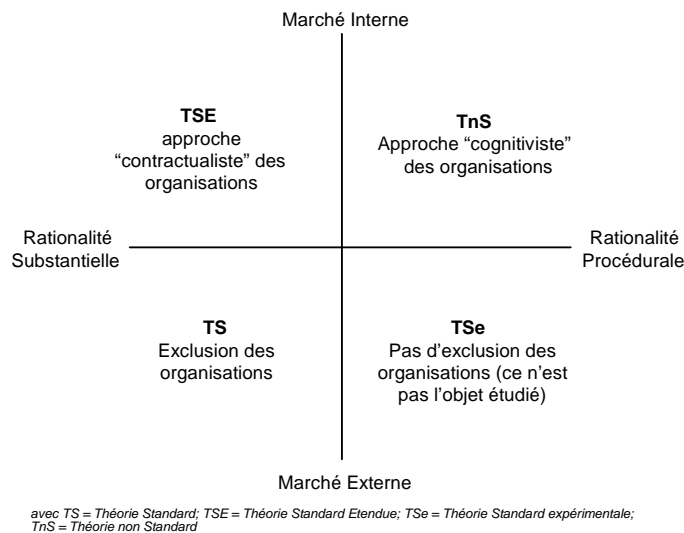 Marché Interne
TSE
approche
“contractualiste” des
organisations
TnS
Approche “cognitiviste”
des organisations
Rationalité
Substantielle
Rationalité
Procédurale
TS
Exclusion des
organisations
TSe
Pas d’exclusion des
organisations (ce n’est
pas l’objet étudié)
Marché Externe
avec TS = Théorie Standard; TSE = Théorie Standard Etendue; TSe = Théorie Standard expérimentale;
TnS = Théorie non Standard